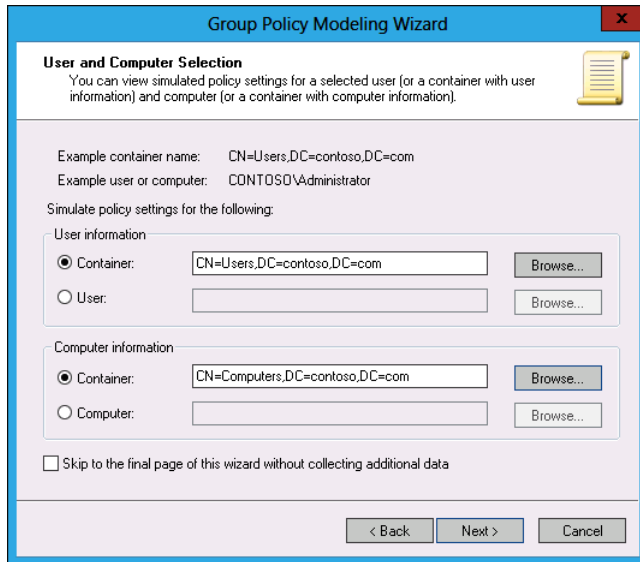 Group Policy Modeling Wizard
x
User and Computer Selection
You can view simulated policy settings for a selected user (or a container with user
information) and computer (or a container with computer information).
Example container name: CN=Users,DC=contoso,DC=com
Example user or computer: CONTOSO\Administrator
Simulate policy settings for the following:
User information
Container: CN=Users,DC=contoso,DC=com Browse...
User: Browse...
Computer information
Container: CN=Computers,DC=contoso,DC=com Browse...
Computer: Browse...
Skip to the final page of this wizard without collecting additional data
< Back Next > Cancel